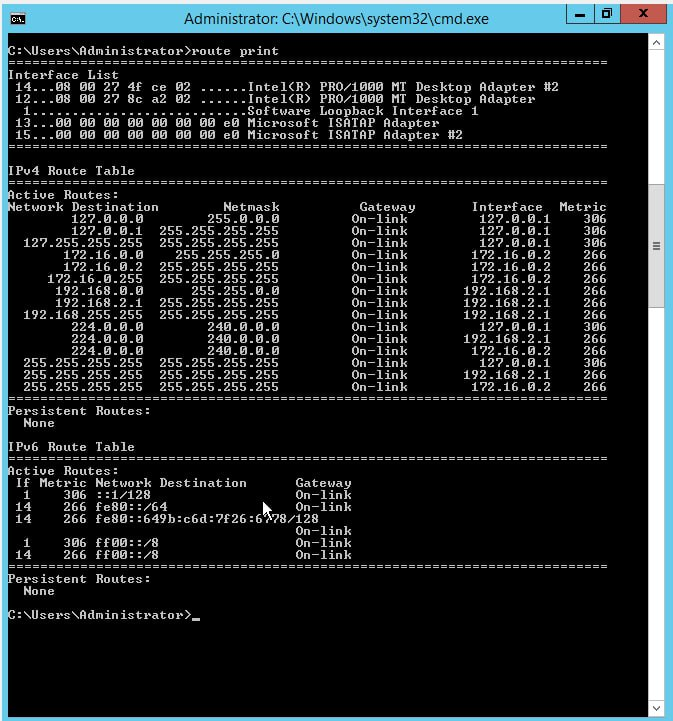 Administrator: C:\Windows\system32\cmd.exe
C:\Users\Administrator>route print
===========================================================================
Interface List
 14...08 00 27 4f ce 02 ......Intel(R) PRO/1000 MT Desktop Adapter #2
 12...08 00 27 8c a2 02 ......Intel(R) PRO/1000 MT Desktop Adapter
  1...........................Software Loopback Interface 1
 13...00 00 00 00 00 00 00 e0 Microsoft ISATAP Adapter
 15...00 00 00 00 00 00 00 e0 Microsoft ISATAP Adapter #2
===========================================================================
IPv4 Route Table
===========================================================================
Active Routes:
Network Destination        Netmask          Gateway       Interface  Metric
        127.0.0.0        255.0.0.0         On-link         127.0.0.1    306
        127.0.0.1  255.255.255.255         On-link         127.0.0.1    306
  127.255.255.255  255.255.255.255         On-link         127.0.0.1    306
       172.16.0.0    255.255.255.0         On-link        172.16.0.2    266
       172.16.0.2  255.255.255.255         On-link        172.16.0.2    266
     172.16.0.255  255.255.255.255         On-link        172.16.0.2    266
      192.168.0.0      255.255.0.0         On-link       192.168.2.1    266
      192.168.2.1  255.255.255.255         On-link       192.168.2.1    266
  192.168.255.255  255.255.255.255         On-link       192.168.2.1    266
        224.0.0.0        240.0.0.0         On-link         127.0.0.1    306
        224.0.0.0        240.0.0.0         On-link       192.168.2.1    266
        224.0.0.0        240.0.0.0         On-link        172.16.0.2    266
  255.255.255.255  255.255.255.255         On-link         127.0.0.1    306
  255.255.255.255  255.255.255.255         On-link       192.168.2.1    266
  255.255.255.255  255.255.255.255         On-link        172.16.0.2    266
===========================================================================
Persistent Routes:
  None
IPv6 Route Table
===========================================================================
Active Routes:
 If Metric Network Destination      Gateway
  1    306 ::1/128                  On-link
 14    266 fe80::/64                On-link
 14    266 fe80::649b:c6d:7f26:6778/128
                                    On-link
  1    306 ff00::/8                 On-link
 14    266 ff00::/8                 On-link
===========================================================================
Persistent Routes:
  None
C:\Users\Administrator>_